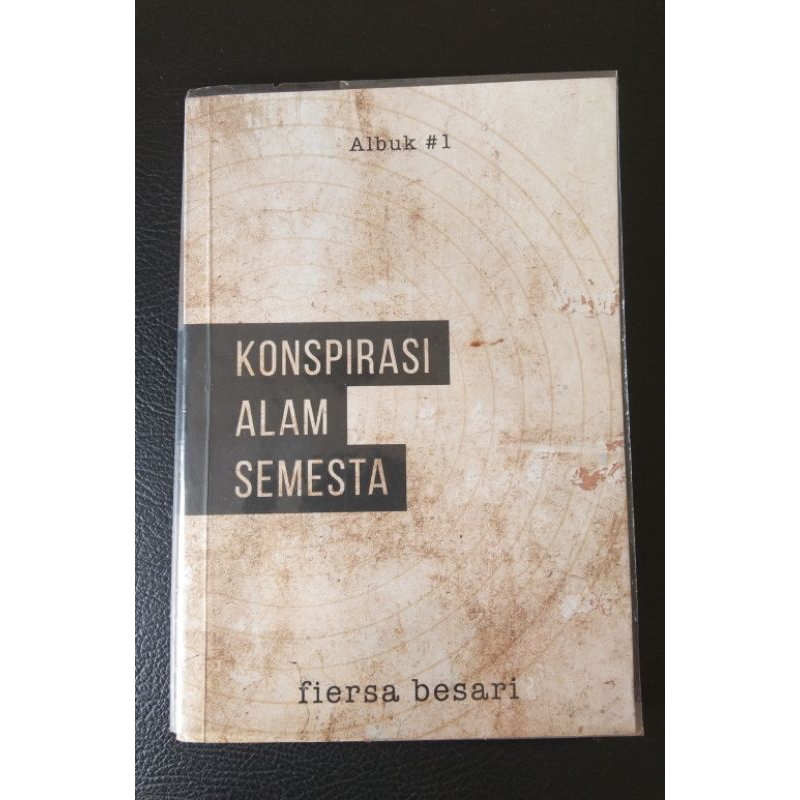 Albuk #1
KONSPIRASI
ALAM
SEMESTA
fiersa besari